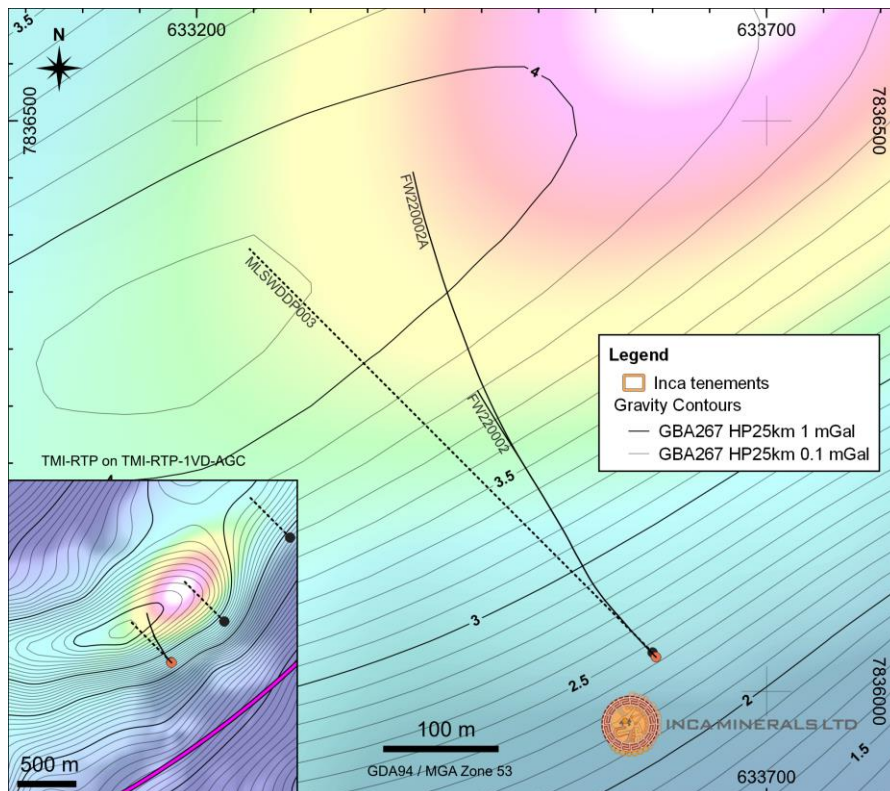 3.5
633200
633700
N
4
7836500
7836500
FW220002A
MLSWDDP003
FW220002
Legend
Inca tenements
Gravity Contours
GBA267 HP25km 1 mGal
GBA267 HP25km 0.1 mGal
TMI-RTP on TMI-RTP-1VD-AGC
3.5
3
2.5
2
1.5
7836000
INCA MINERALS LTD
100 m
GDA94 / MGA Zone 53
500 m
633700